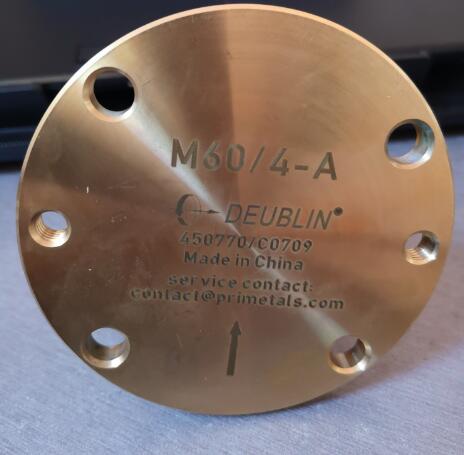 M60/4-A
DEUBLIN®
450770/C0709
Made in China
service contact:
contact@primetals.com